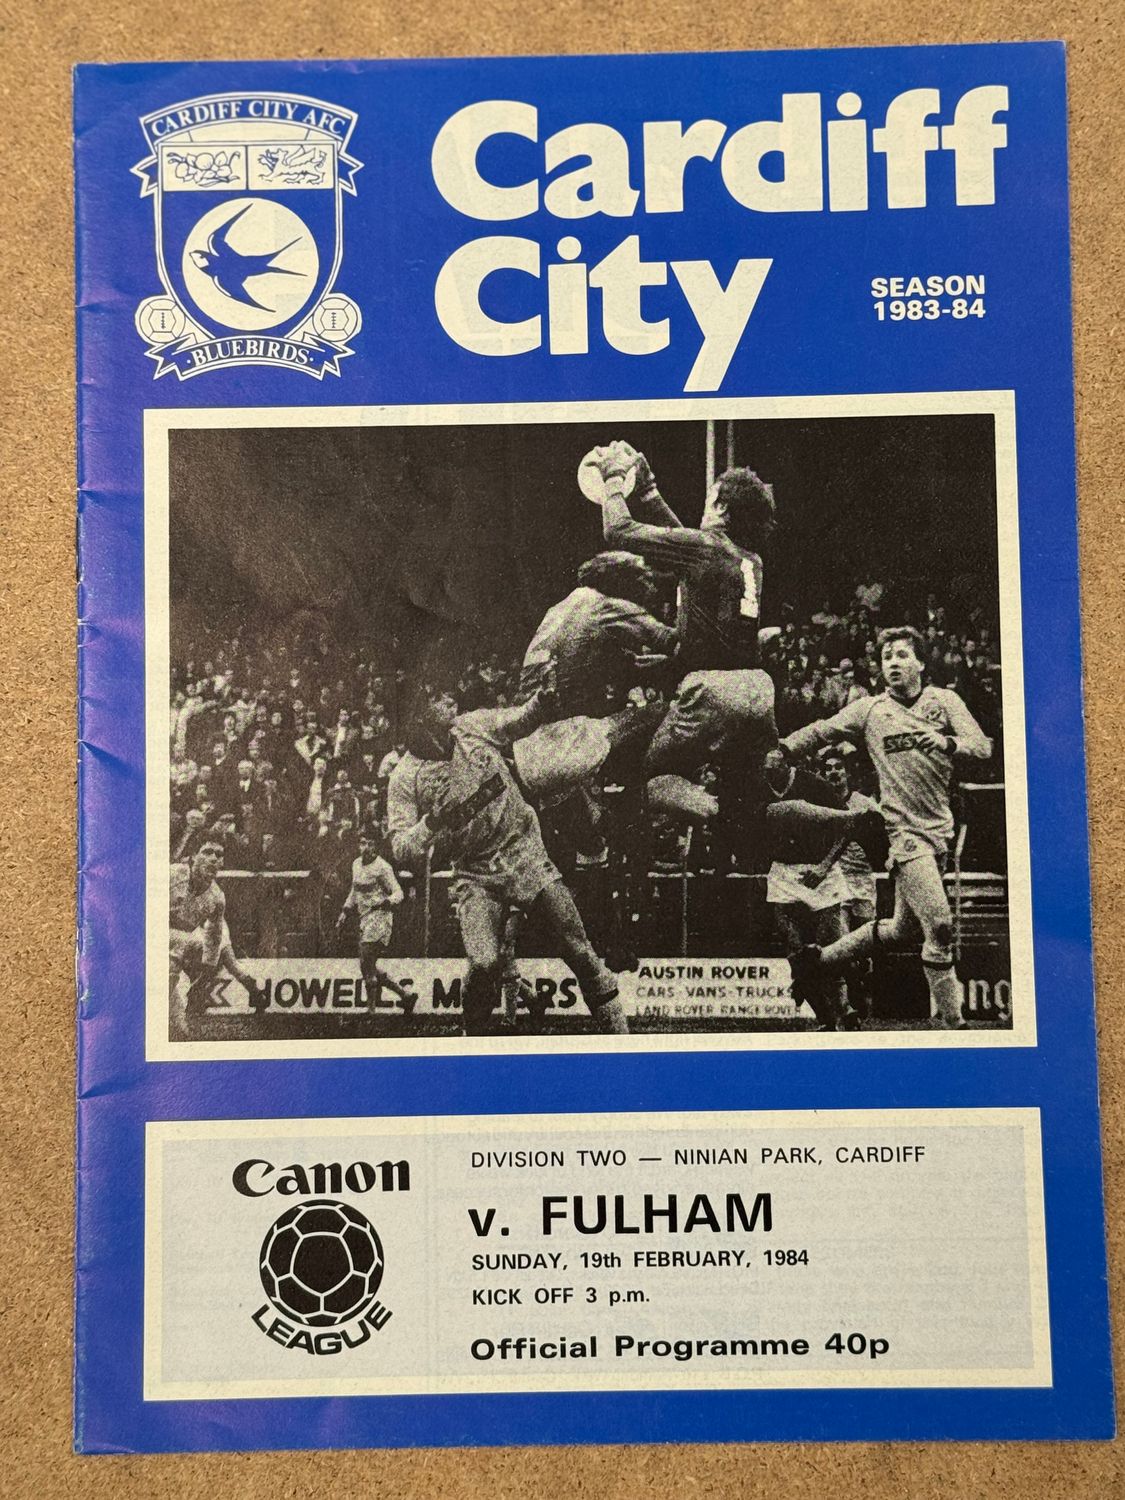 CARDIFF CITY AFC
BLUEBIRDS
Cardiff
City
SEASON
1983-84
1
HOWELLS MOTORS
AUSTIN ROVER
CARS - VANS - TRUCKS
LAND ROVER RANGE ROVER
Canon
LEAGUE
DIVISION TWO — NINIAN PARK, CARDIFF
v. FULHAM
SUNDAY, 19th FEBRUARY, 1984
KICK OFF 3 p.m.
Official Programme 40p